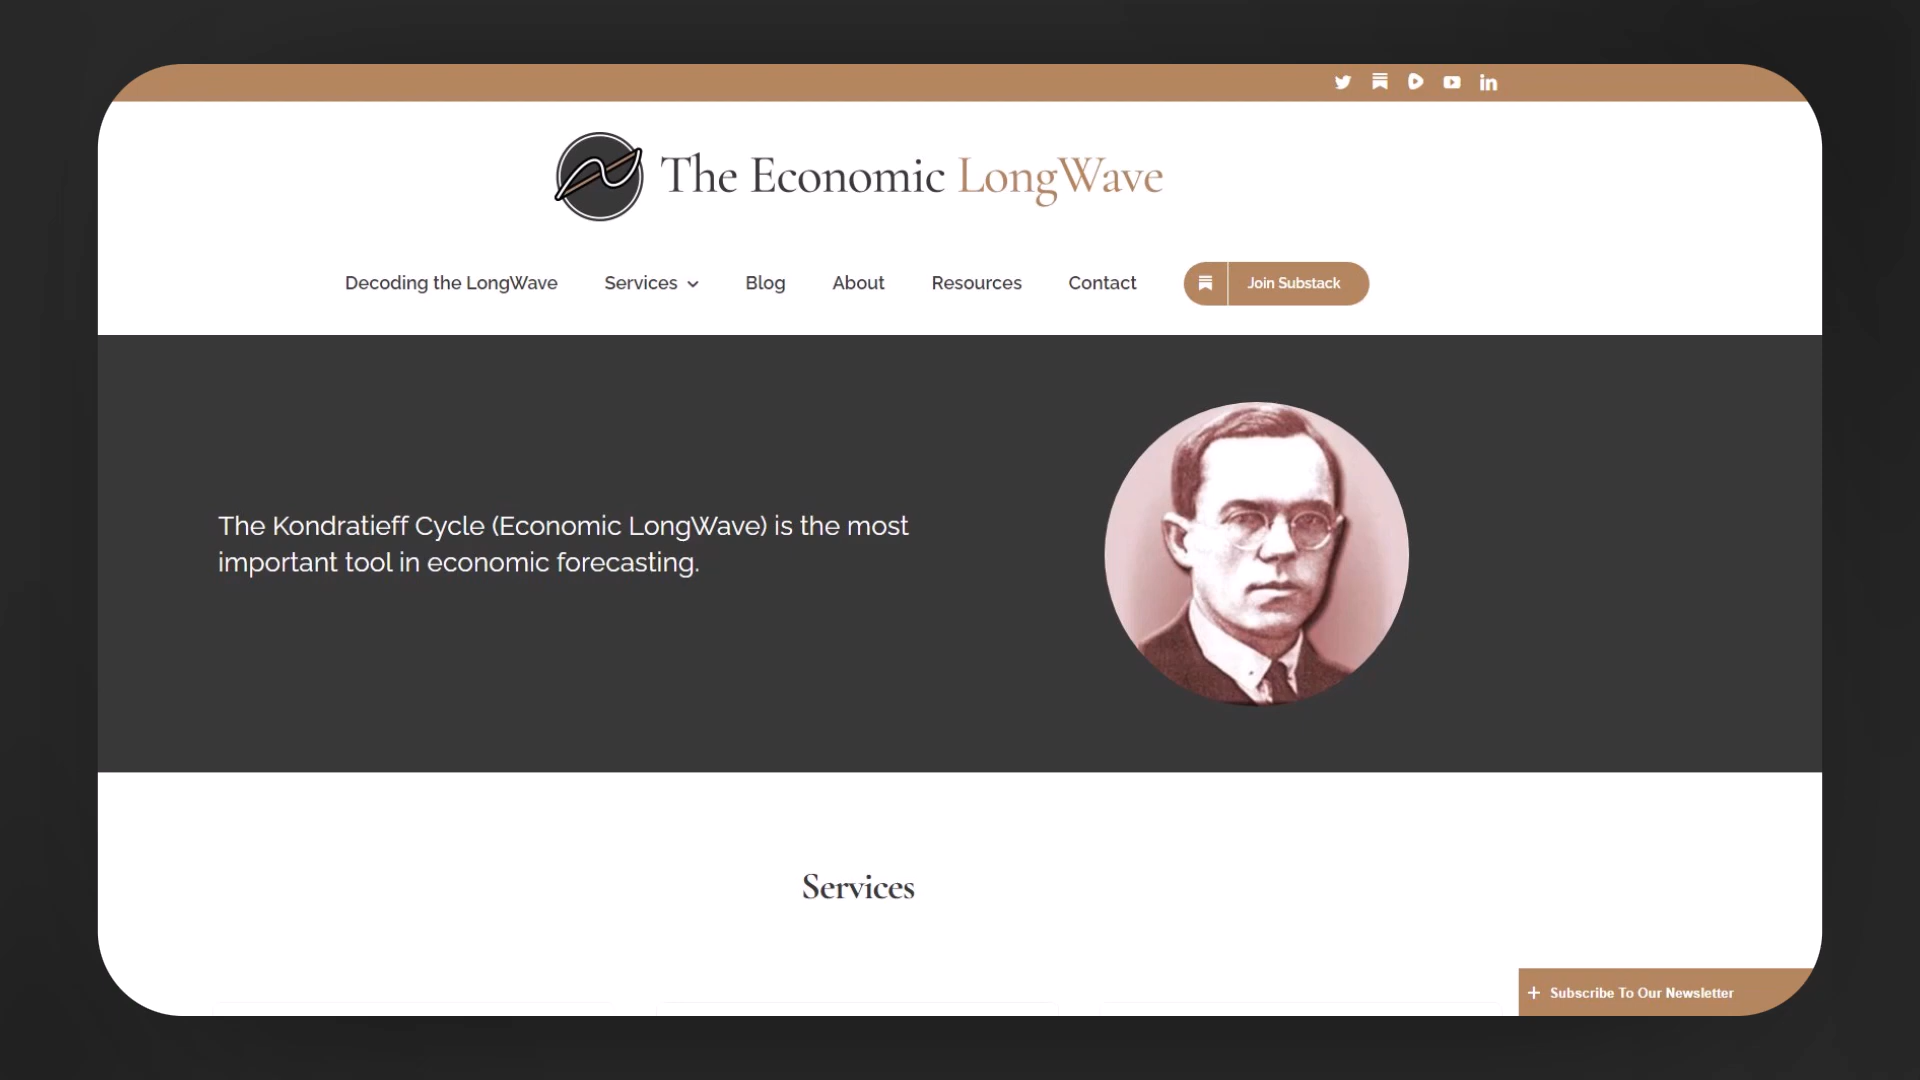 The Economic LongWave
Decoding the LongWave
Services
Blog
About
Resources
Contact
Join Substack
The Kondratieff Cycle (Economic LongWave) is the most
important tool in economic forecasting.
Services
+ Subscribe To Our Newsletter